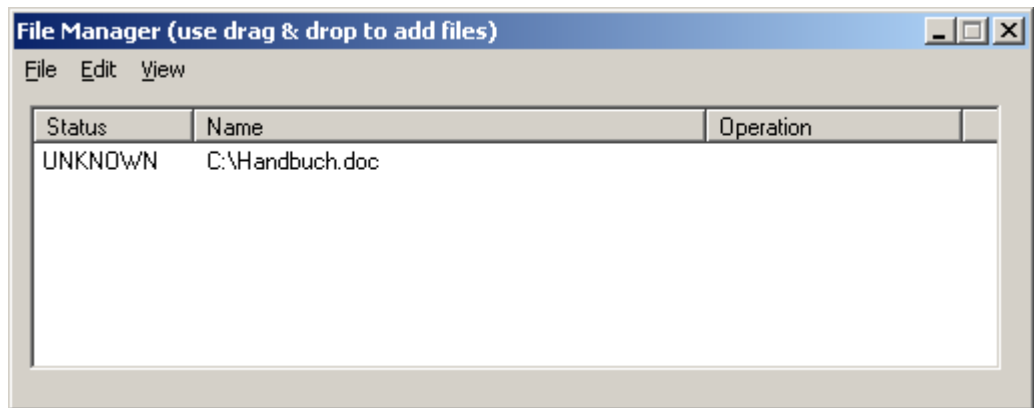 File Manager (use drag & drop to add files)
File Edit View
Status Name Operation
UNKNOWN C:\Handbuch.doc